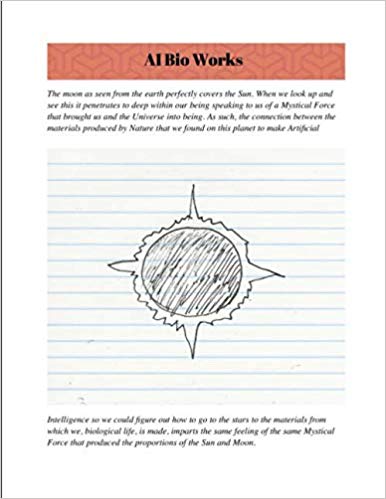 AI Bio Works
The moon as seen from the earth perfectly covers the Sun. When we look up and
see this it penetrates to deep within our being speaking to us of a Mystical Force
that brought us and the Universe into being. As such, the connection between the
materials produced by Nature that we found on this planet to make Artificial
Intelligence so we could figure out how to go to the stars to the materials from
which we, biological life, is made, imparts the same feeling of the same Mystical
Force that produced the proportions of the Sun and Moon.